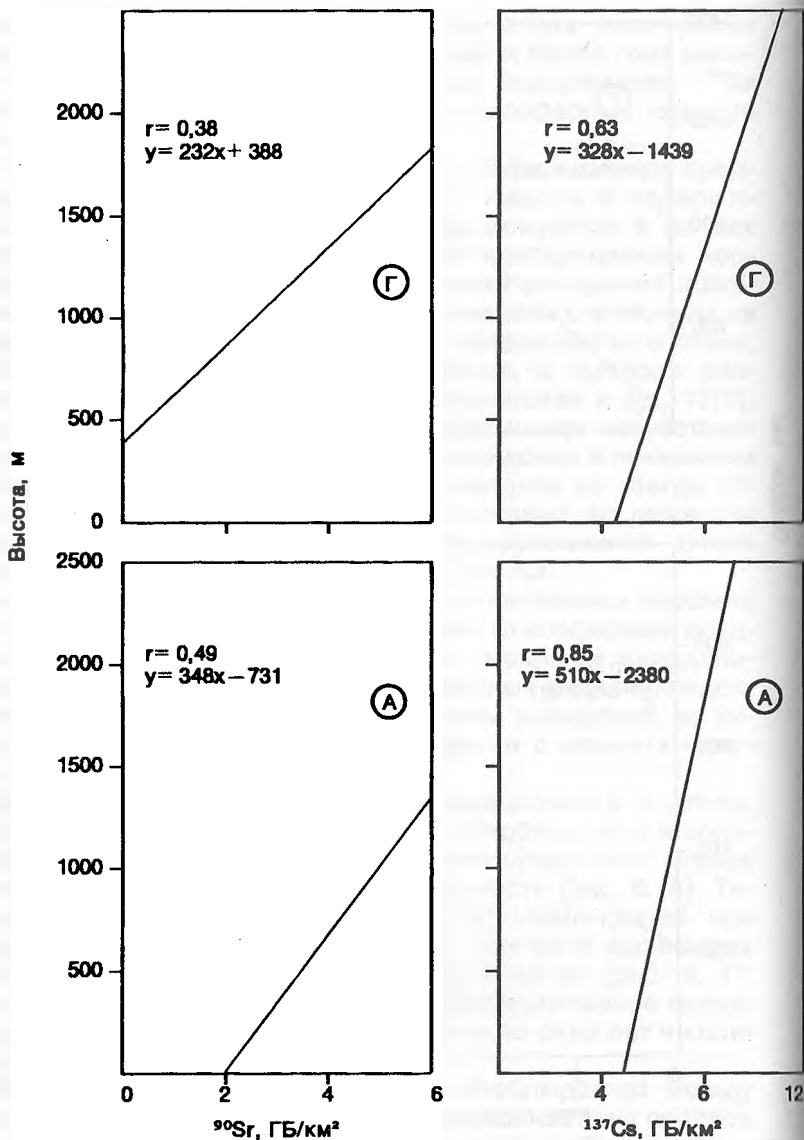 2000
1500
1000
500
0
r= 0,38
y= 232x+ 388
Г
r = 0,63
y= 328x− 1439
Г
Высота, м
2500
2000
1500
1000
500
r= 0,49
y= 348x−731
А
r= 0,85
y= 510x−2380
А
0 2 4 6
⁹⁰Sr, ГБ/км²
4 6 12
¹³⁷Cs, ГБ/км²